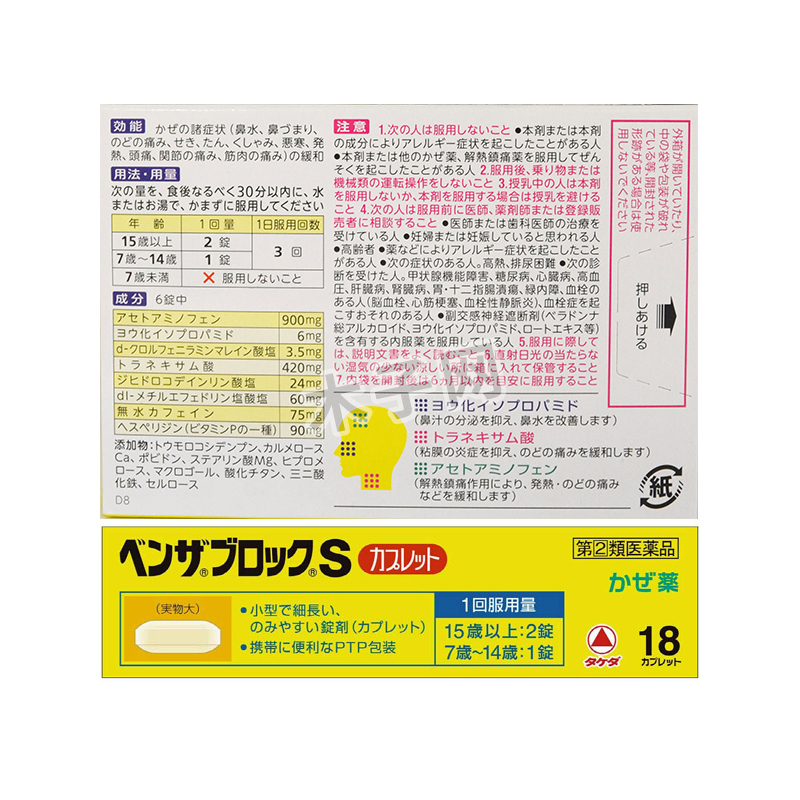 効能 かぜの諸症状(鼻水、鼻づまり、
のどの痛み、せき、たん、くしゃみ、悪寒、発
熱、頭痛、関節の痛み、筋肉の痛み)の緩和
用法・用量
次の量を、食後なるべく30分以内に、水
またはお湯で、かまずに服用してください
年齢 1回量 1日服用回数
15歳以上 2錠 3回
7歳～14歳 1錠
7歳未満 × 服用しないこと
成分 6錠中
アセトアミノフェン 900mg
ヨウ化イソプロパミド 6mg
d-クロルフェニラミンマレイン酸塩 3.5mg
トラネキサム酸 420mg
ジヒドロコデインリン酸塩 24mg
dl-メチルエフェドリン塩酸塩 60mg
無水カフェイン 75mg
ヘスペリジン(ビタミンPの一種) 90mg
添加物:トウモロコシデンプン、カルメロース
Ca、ポビドン、ステアリン酸Mg、ヒプロメ
ロース、マクロゴール、酸化チタン、三二酸
化鉄、セルロース
D8
注意 1.次の人は服用しないこと ●本剤または本剤
の成分によりアレルギー症状を起こしたことがある人
●本剤または他のかぜ薬、解熱鎮痛薬を服用してぜん
そくを起こしたことがある人 2.服用後、乗り物または
機械類の運転操作をしないこと 3.授乳中の人は本剤
を服用しないか、本剤を服用する場合は授乳を避ける
こと 4.次の人は服用前に医師、薬剤師または登録販
売者に相談すること ●医師または歯科医師の治療を
受けている人 ●妊婦または妊娠していると思われる人
●高齢者 ●薬などによりアレルギー症状を起こしたこと
がある人 ●次の症状のある人。高熱、排尿困難 ●次の
診断を受けた人。甲状腺機能障害、糖尿病、心臓病、高血
圧、肝臓病、腎臓病、胃・十二指腸潰瘍、緑内障、血栓の
ある人(脳血栓、心筋梗塞、血栓性静脈炎)、血栓症を起
こすおそれのある人 ●副交感神経遮断剤(ベラドンナ
総アルカロイド、ヨウ化イソプロパミド、ロートエキス等)
を含有する内服薬を服用している人 5.服用に際して
は、説明文書をよく読むこと 6.直射日光の当たらな
い湿気の少ない涼しい所に箱に入れて保管すること
7.内袋を開封後は6ヵ月以内を目安に服用すること
木子网
ヨウ化イソプロパミド
(鼻汁の分泌を抑え、鼻水を改善します)
トラネキサム酸
(粘膜の炎症を抑え、のどの痛みを緩和します)
アセトアミノフェン
(解熱鎮痛作用により、発熱・のどの痛み
などを緩和します)
外箱が開いていたり、
中の袋や包装が破れ
ている等、開封された
形跡がある場合は使
用しないでください
押しあける
紙
ベンザ®ブロック®S カプレット
第②類医薬品
かぜ薬
(実物大)
●小型で細長い、
のみやすい錠剤(カプレット)
●携帯に便利なPTP包装
1回服用量
15歳以上:2錠
7歳～14歳:1錠
タケダ
18
カプレット